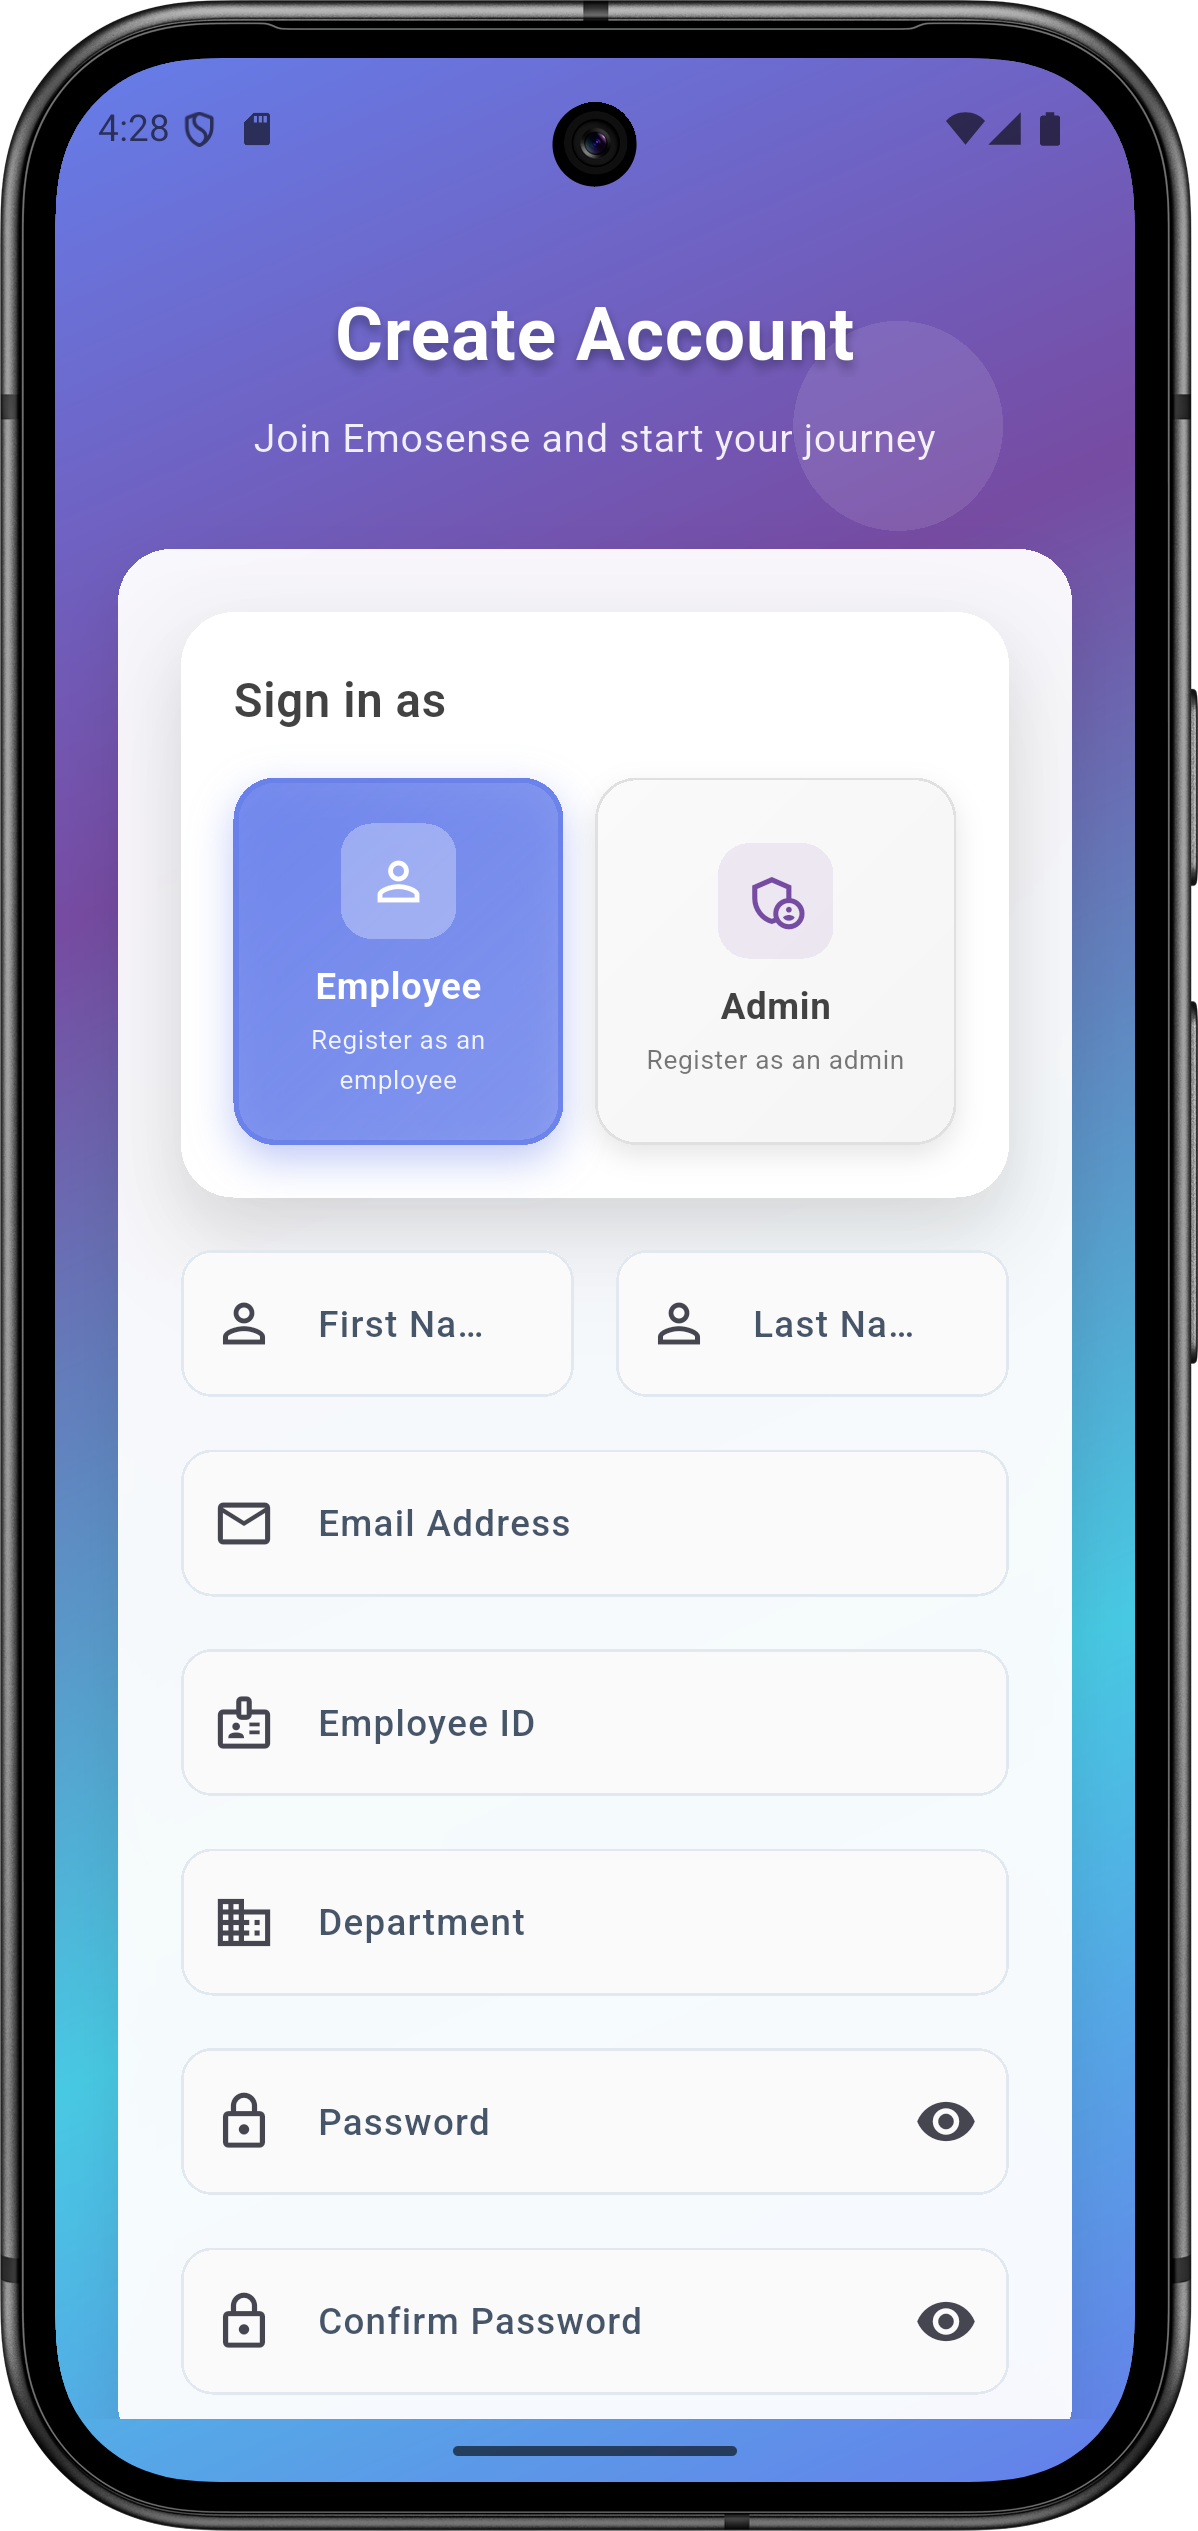 4:28
Create Account
Join Emosense and start your journey
Sign in as
Employee
Register as an
employee
Admin
Register as an admin
First Na...
Last Na...
Email Address
Employee ID
Department
Password
Confirm Password